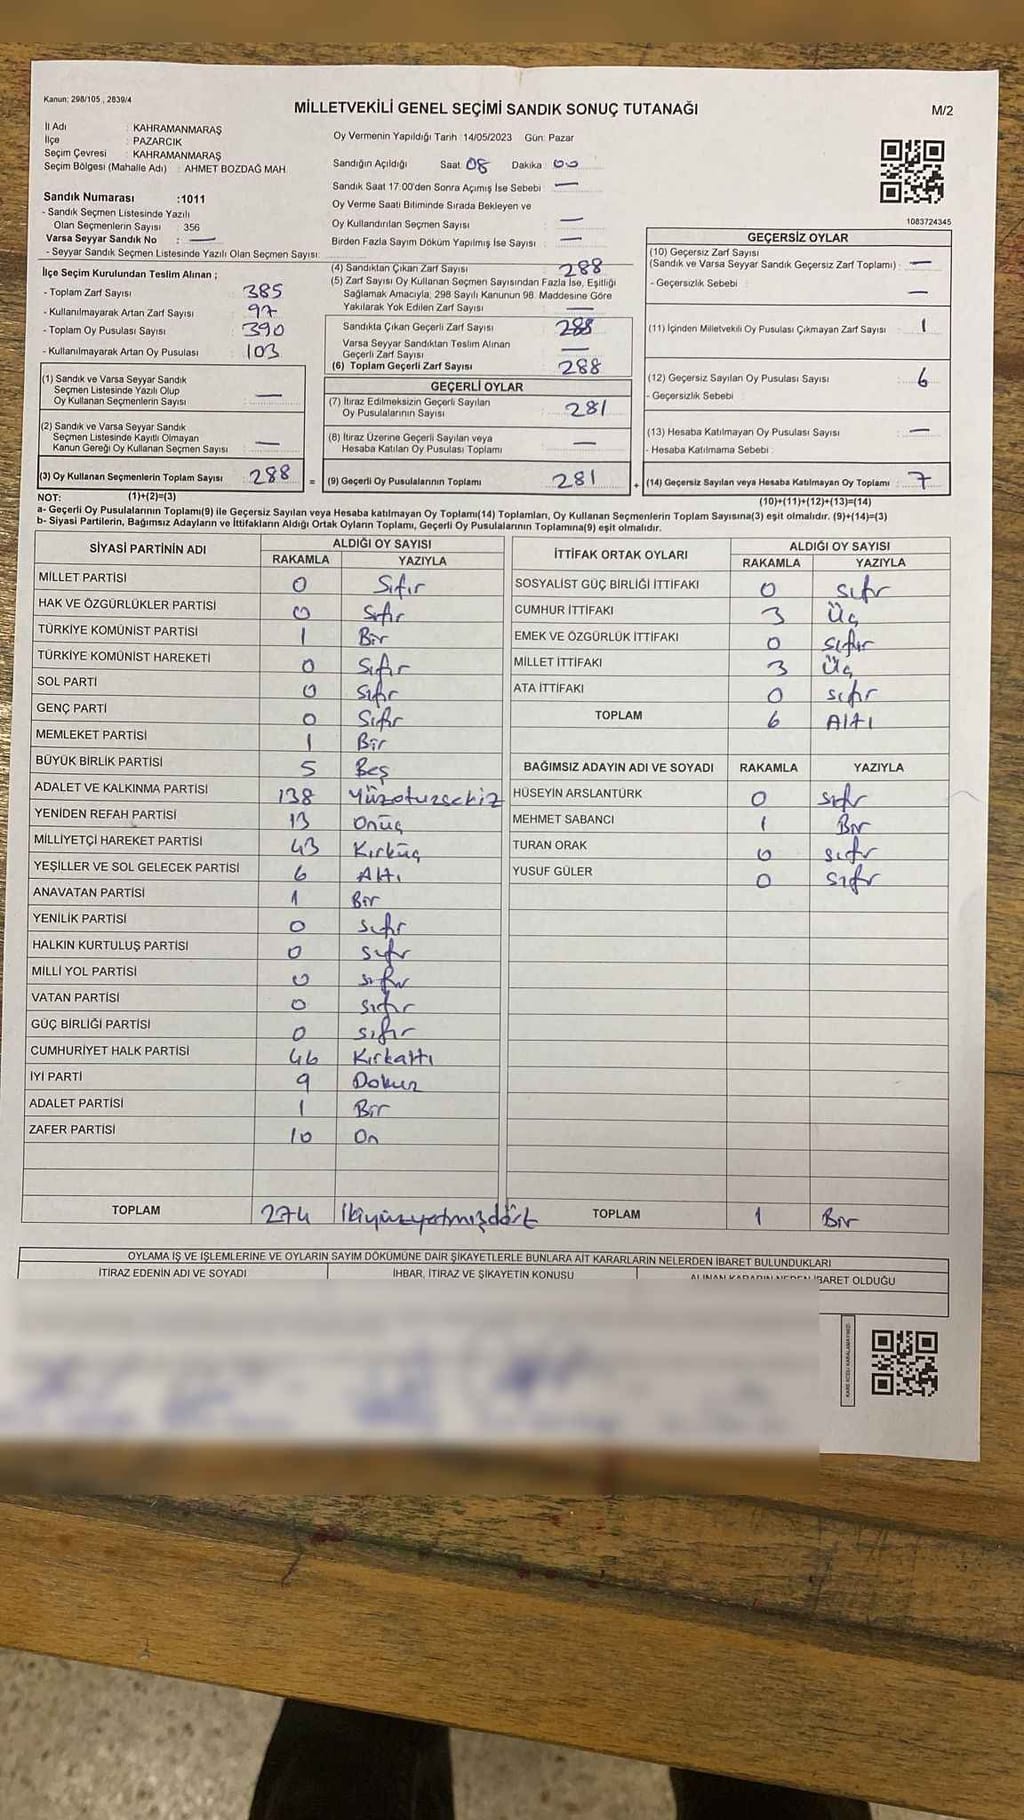 Kanun: 298/105 , 2839/4
MİLLETVEKİLİ GENEL SEÇİMİ SANDIK SONUÇ TUTANAĞI
M/2
İl Adı : KAHRAMANMARAŞ
İlçe : PAZARCIK
Seçim Çevresi : KAHRAMANMARAŞ
Seçim Bölgesi (Mahalle Adı) : AHMET BOZDAĞ MAH
Sandık Numarası :1011
- Sandık Seçmen Listesinde Yazılı
Olan Seçmenlerin Sayısı : 356
Varsa Seyyar Sandık No : —
- Seyyar Sandık Seçmen Listesinde Yazılı Olan Seçmen Sayısı:
Oy Vermenin Yapıldığı Tarih :14/05/2023 Gün: Pazar
Sandığın Açıldığı Saat: 08 Dakika: 00
Sandık Saat 17:00'den Sonra Açımış İse Sebebi : —
Oy Verme Saati Bitiminde Sırada Bekleyen ve
Oy Kullandırılan Seçmen Sayısı : —
Birden Fazla Sayım Döküm Yapılmış İse Sayısı : —
1083724345
İlçe Seçim Kurulundan Teslim Alınan ;
- Toplam Zarf Sayısı : 385
- Kullanılmayarak Artan Zarf Sayısı : 97
- Toplam Oy Pusulası Sayısı : 390
- Kullanılmayarak Artan Oy Pusulası : 103
(1) Sandık ve Varsa Seyyar Sandık
Seçmen Listesinde Yazılı Olup
Oy Kullanan Seçmenlerin Sayısı : —
(2) Sandık ve Varsa Seyyar Sandık
Seçmen Listesinde Kayıtlı Olmayan
Kanun Gereği Oy Kullanan Seçmen Sayısı : —
(3) Oy Kullanan Seçmenlerin Toplam Sayısı : 288 =
(4) Sandıktan Çıkan Zarf Sayısı : 288
(5) Zarf Sayısı Oy Kullanan Seçmen Sayısından Fazla İse, Eşitliği
Sağlamak Amacıyla; 298 Sayılı Kanunun 98. Maddesine Göre
Yakılarak Yok Edilen Zarf Sayısı : —
Sandıkta Çıkan Geçerli Zarf Sayısı : 288
Varsa Seyyar Sandıktan Teslim Alınan
Geçerli Zarf Sayısı : —
(6) Toplam Geçerli Zarf Sayısı : 288
GEÇERLİ OYLAR
(7) İtiraz Edilmeksizin Geçerli Sayılan
Oy Pusulalarının Sayısı : 281
(8) İtiraz Üzerine Geçerli Sayılan veya
Hesaba Katılan Oy Pusulası Toplamı : —
(9) Geçerli Oy Pusulalarının Toplamı : 281 +
GEÇERSİZ OYLAR
(10) Geçersiz Zarf Sayısı
(Sandık ve Varsa Seyyar Sandık Geçersiz Zarf Toplamı) : —
- Geçersizlik Sebebi : —
(11) İçinden Milletvekili Oy Pusulası Çıkmayan Zarf Sayısı : 1
(12) Geçersiz Sayılan Oy Pusulası Sayısı : 6
- Geçersizlik Sebebi :
(13) Hesaba Katılmayan Oy Pusulası Sayısı : —
- Hesaba Katılmama Sebebi :
(14) Geçersiz Sayılan veya Hesaba Katılmayan Oy Toplamı : 7
NOT: (1)+(2)=(3) (10)+(11)+(12)+(13)=(14)
a- Geçerli Oy Pusulalarının Toplamı(9) ile Geçersiz Sayılan veya Hesaba katılmayan Oy Toplamı(14) Toplamları, Oy Kullanan Seçmenlerin Toplam Sayısına(3) eşit olmalıdır. (9)+(14)=(3)
b- Siyasi Partilerin, Bağımsız Adayların ve İttifakların Aldığı Ortak Oyların Toplamı, Geçerli Oy Pusulalarının Toplamına(9) eşit olmalıdır.
SİYASİ PARTİNİN ADI ALDIĞI OY SAYISI
RAKAMLA YAZIYLA
MİLLET PARTİSİ 0 Sıfır
HAK VE ÖZGÜRLÜKLER PARTİSİ 0 Sıfır
TÜRKİYE KOMÜNİST PARTİSİ 1 Bir
TÜRKİYE KOMÜNİST HAREKETİ 0 Sıfır
SOL PARTİ 0 Sıfır
GENÇ PARTİ 0 Sıfır
MEMLEKET PARTİSİ 1 Bir
BÜYÜK BİRLİK PARTİSİ 5 Beş
ADALET VE KALKINMA PARTİSİ 138 Yüzotuzsekiz
YENİDEN REFAH PARTİSİ 13 Onüç
MİLLİYETÇİ HAREKET PARTİSİ 43 Kırküç
YEŞİLLER VE SOL GELECEK PARTİSİ 6 Altı
ANAVATAN PARTİSİ 1 Bir
YENİLİK PARTİSİ 0 sıfır
HALKIN KURTULUŞ PARTİSİ 0 sıfır
MİLLİ YOL PARTİSİ 0 sıfır
VATAN PARTİSİ 0 sıfır
GÜÇ BİRLİĞİ PARTİSİ 0 sıfır
CUMHURİYET HALK PARTİSİ 46 Kırkaltı
İYİ PARTİ 9 Dokuz
ADALET PARTİSİ 1 Bir
ZAFER PARTİSİ 10 On
TOPLAM 274 İkiyüzyetmişdört
İTTİFAK ORTAK OYLARI ALDIĞI OY SAYISI
RAKAMLA YAZIYLA
SOSYALİST GÜÇ BİRLİĞİ İTTİFAKI 0 sıfır
CUMHUR İTTİFAKI 3 Üç
EMEK VE ÖZGÜRLÜK İTTİFAKI 0 sıfır
MİLLET İTTİFAKI 3 Üç
ATA İTTİFAKI 0 sıfır
TOPLAM 6 Altı
BAĞIMSIZ ADAYIN ADI VE SOYADI RAKAMLA YAZIYLA
HÜSEYİN ARSLANTÜRK 0 sıfır
MEHMET SABANCI 1 Bir
TURAN ORAK 0 sıfır
YUSUF GÜLER 0 sıfır
TOPLAM 1 Bir
OYLAMA İŞ VE İŞLEMLERİNE VE OYLARIN SAYIM DÖKÜMÜNE DAİR ŞİKAYETLERLE BUNLARA AİT KARARLARIN NELERDEN İBARET BULUNDUKLARI
İTİRAZ EDENİN ADI VE SOYADI İHBAR, İTİRAZ VE ŞİKAYETİN KONUSU ALINAN KARARIN NEDEN İBARET OLDUĞU